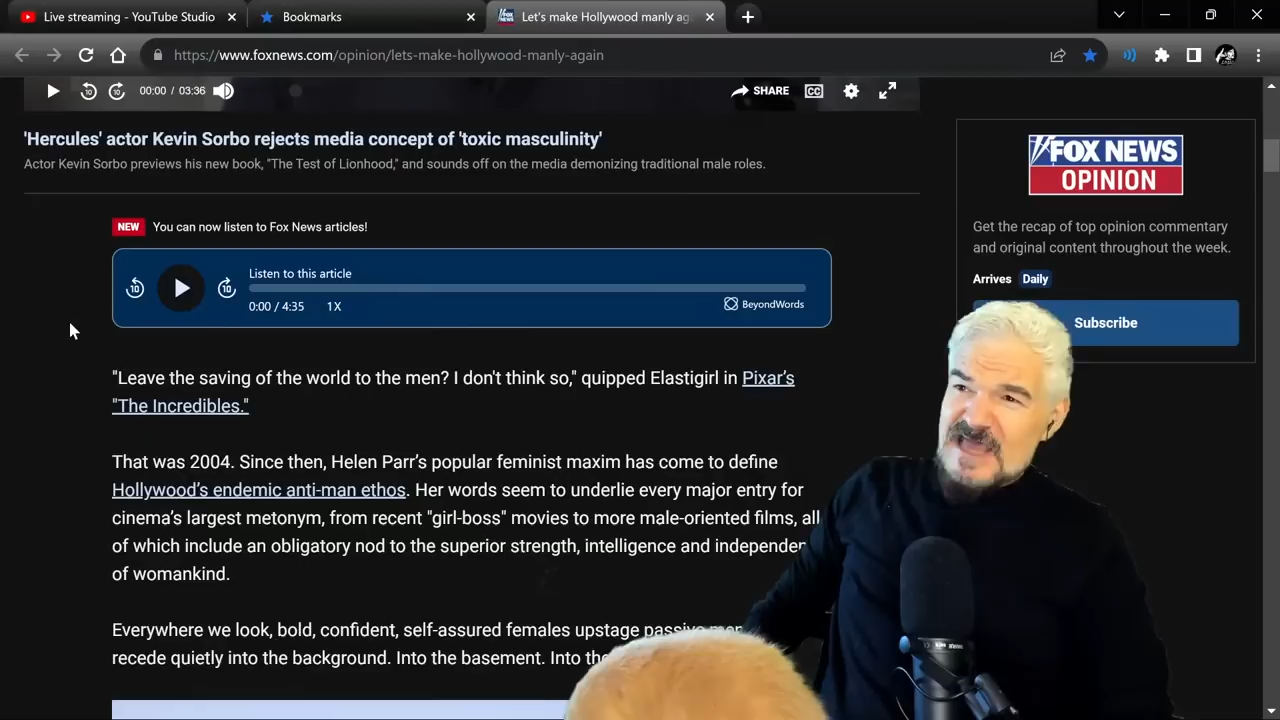 Live streaming - YouTube Studio
Bookmarks
Let's make Hollywood manly aga
https://www.foxnews.com/opinion/lets-make-hollywood-manly-again
10
10
00:00 / 03:36
SHARE
CC
'Hercules' actor Kevin Sorbo rejects media concept of 'toxic masculinity'
Actor Kevin Sorbo previews his new book, "The Test of Lionhood," and sounds off on the media demonizing traditional male roles.
NEW You can now listen to Fox News articles!
Listen to this article
10
10
0:00 / 4:35 1X
BeyondWords
"Leave the saving of the world to the men? I don't think so," quipped Elastigirl in Pixar's
"The Incredibles."
That was 2004. Since then, Helen Parr's popular feminist maxim has come to define
Hollywood's endemic anti-man ethos. Her words seem to underlie every major entry for
cinema's largest metonym, from recent "girl-boss" movies to more male-oriented films, all
of which include an obligatory nod to the superior strength, intelligence and independen
of womankind.
Everywhere we look, bold, confident, self-assured females upstage passive
recede quietly into the background. Into the basement. Into
FOX NEWS
OPINION
Get the recap of top opinion commentary
and original content throughout the week.
Arrives Daily
Subscribe